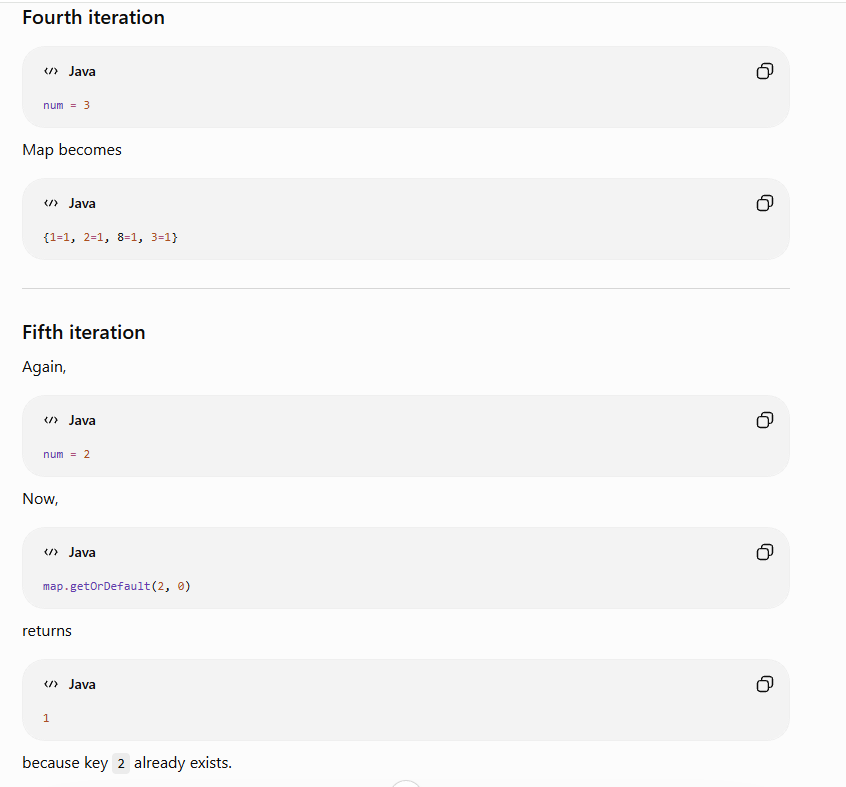 Fourth iteration
Java
num = 3
Map becomes
Java
{1=1, 2=1, 8=1, 3=1}
Fifth iteration
Again,
Java
num = 2
Now,
Java
map.getOrDefault(2, 0)
returns
Java
1
because key 2 already exists.